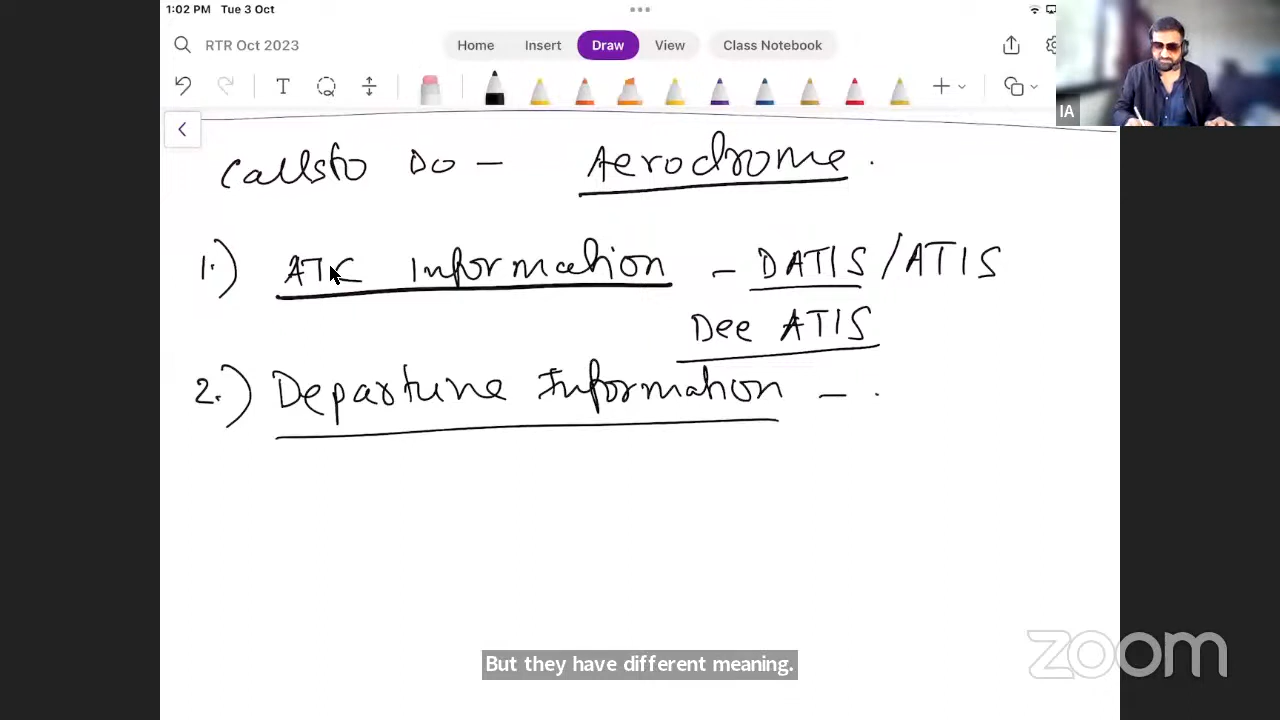 1:02 PM Tue 3 Oct
RTR Oct 2023
Home Insert Draw View Class Notebook
T
IA
Callsto Do - Aerodrome.
1.) ATC Information - DATIS/ATIS
Dee ATIS
2.) Departure Information - .
But they have different meaning.
zoom